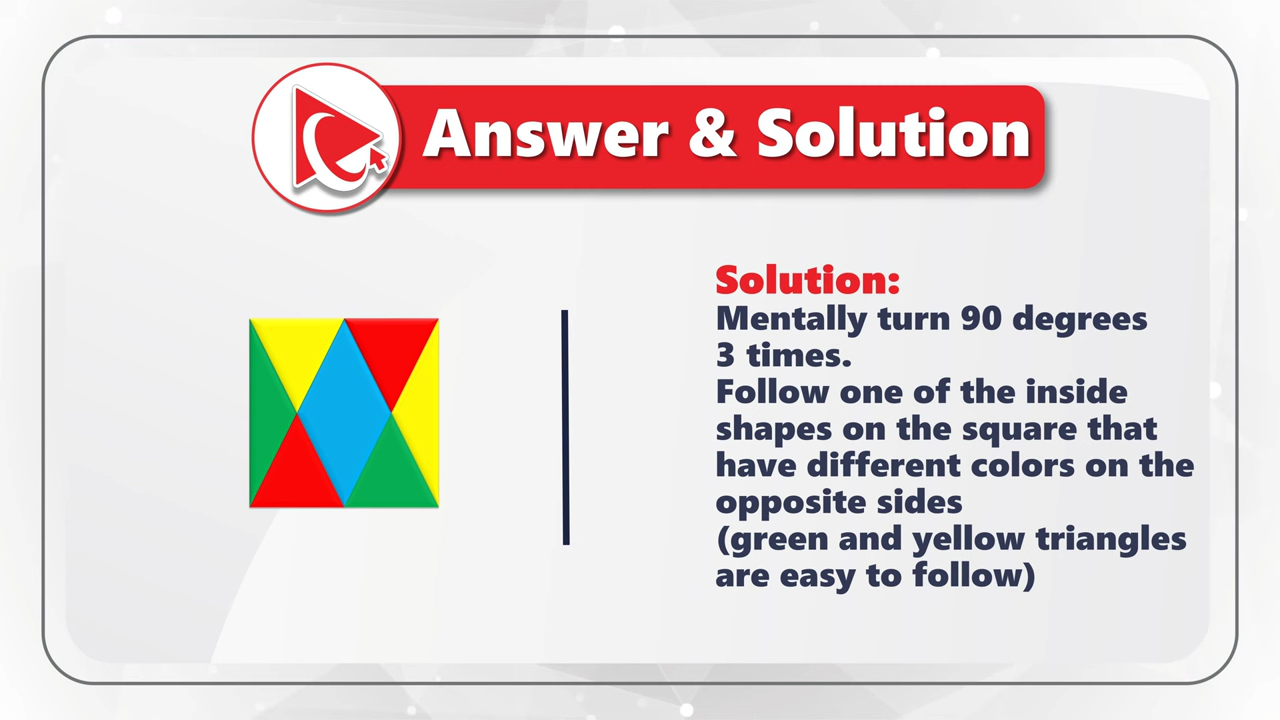 Answer & Solution
Solution:
Mentally turn 90 degrees
3 times.
Follow one of the inside
shapes on the square that
have different colors on the
opposite sides
(green and yellow triangles
are easy to follow)